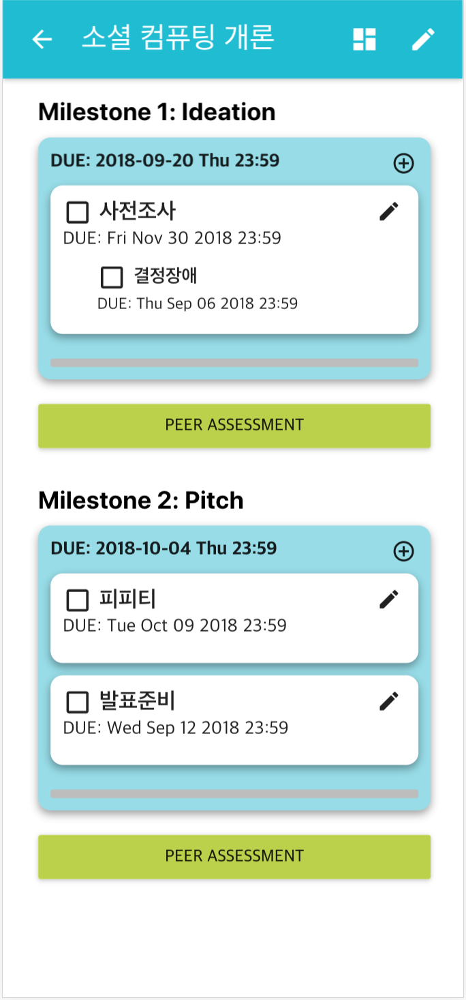 소셜 컴퓨팅 개론
Milestone 1: Ideation
DUE: 2018-09-20 Thu 23:59
사전조사
DUE: Fri Nov 30 2018 23:59
결정장애
DUE: Thu Sep 06 2018 23:59
PEER ASSESSMENT
Milestone 2: Pitch
DUE: 2018-10-04 Thu 23:59
피피티
DUE: Tue Oct 09 2018 23:59
발표준비
DUE: Wed Sep 12 2018 23:59
PEER ASSESSMENT